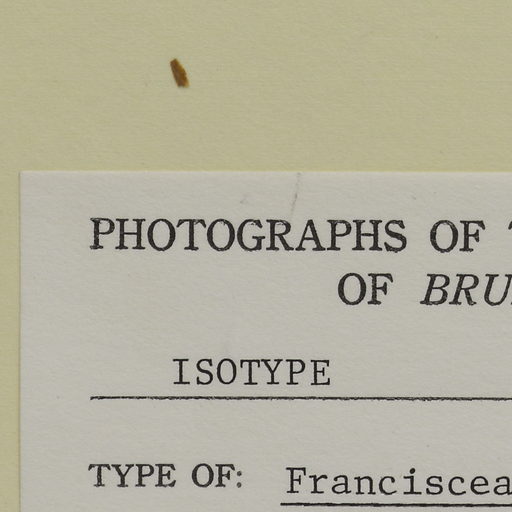 PHOTOGRAPHS OF
OF BRU
ISOTYPE
TYPE OF: Franciscea